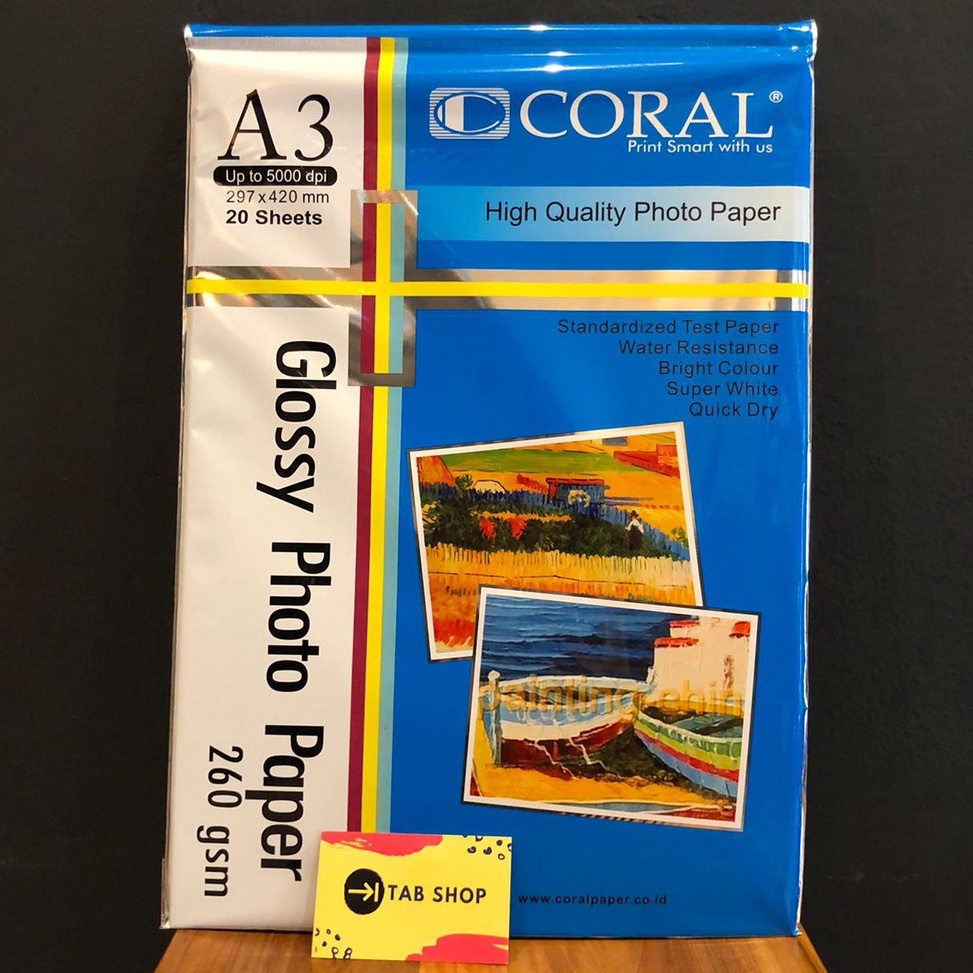 A3
Up to 5000 dpi
297 x 420 mm
20 Sheets
CORAL®
Print Smart with us
High Quality Photo Paper
Standardized Test Paper
Water Resistance
Bright Colour
Super White
Quick Dry
Glossy Photo Paper
260 gsm
TAB SHOP
www.coralpaper.co.id